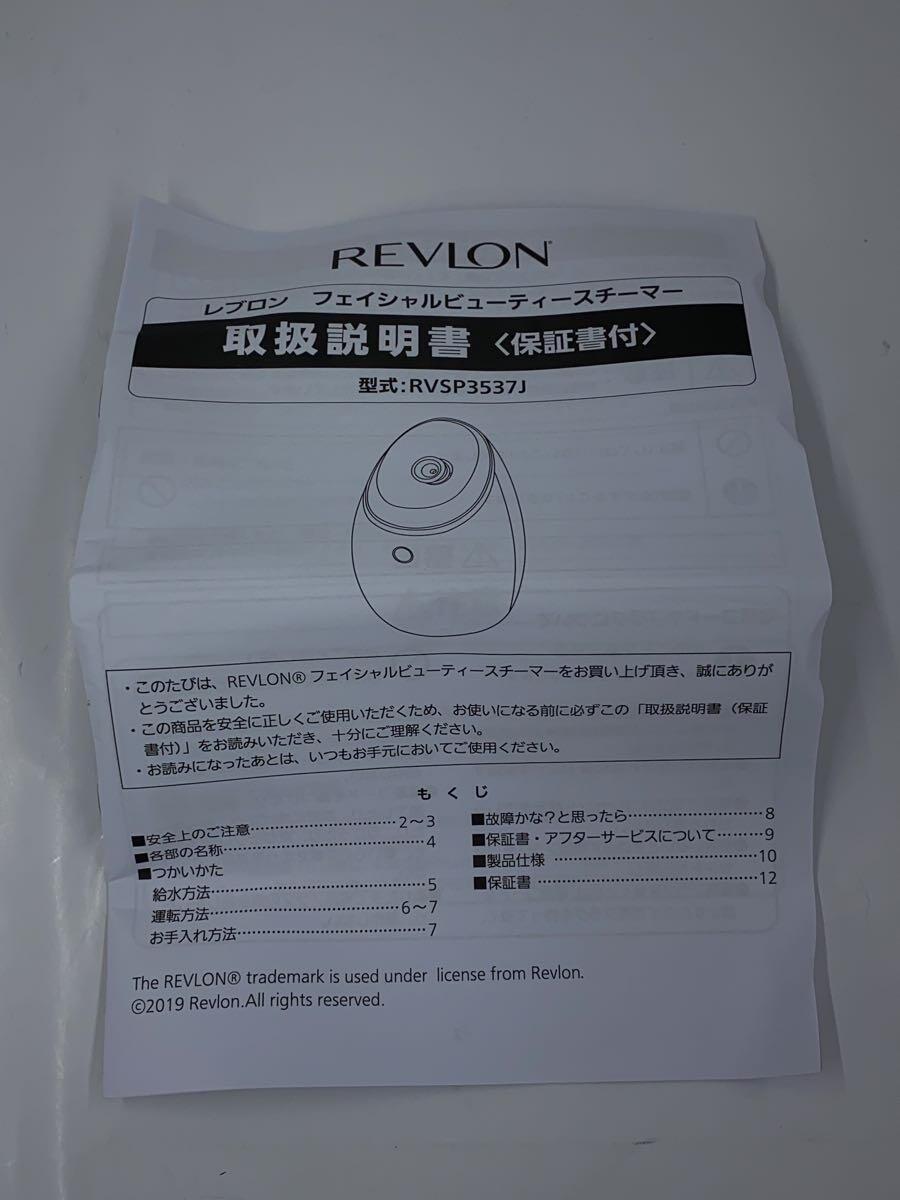 REVLON®
レブロン フェイシャルビューティースチーマー
取扱説明書〈保証書付〉
型式:RVSP3537J
・このたびは、REVLON® フェイシャルビューティースチーマーをお買い上げ頂き、誠にありが
とうございました。
・この商品を安全に正しくご使用いただくため、お使いになる前に必ずこの「取扱説明書（保証
書付)」をお読みいただき、十分にご理解ください。
・お読みになったあとは、いつもお手元においてご使用ください。
もくじ
■安全上のご注意……………………2～3
■各部の名称……………………………4
■つかいかた
給水方法………………………………5
運転方法…………………………6～7
お手入れ方法…………………………7
■故障かな?と思ったら…………………8
■保証書・アフターサービスについて………9
■製品仕様 ……………………………10
■保証書 ………………………………12
The REVLON® trademark is used under license from Revlon.
©2019 Revlon.All rights reserved.